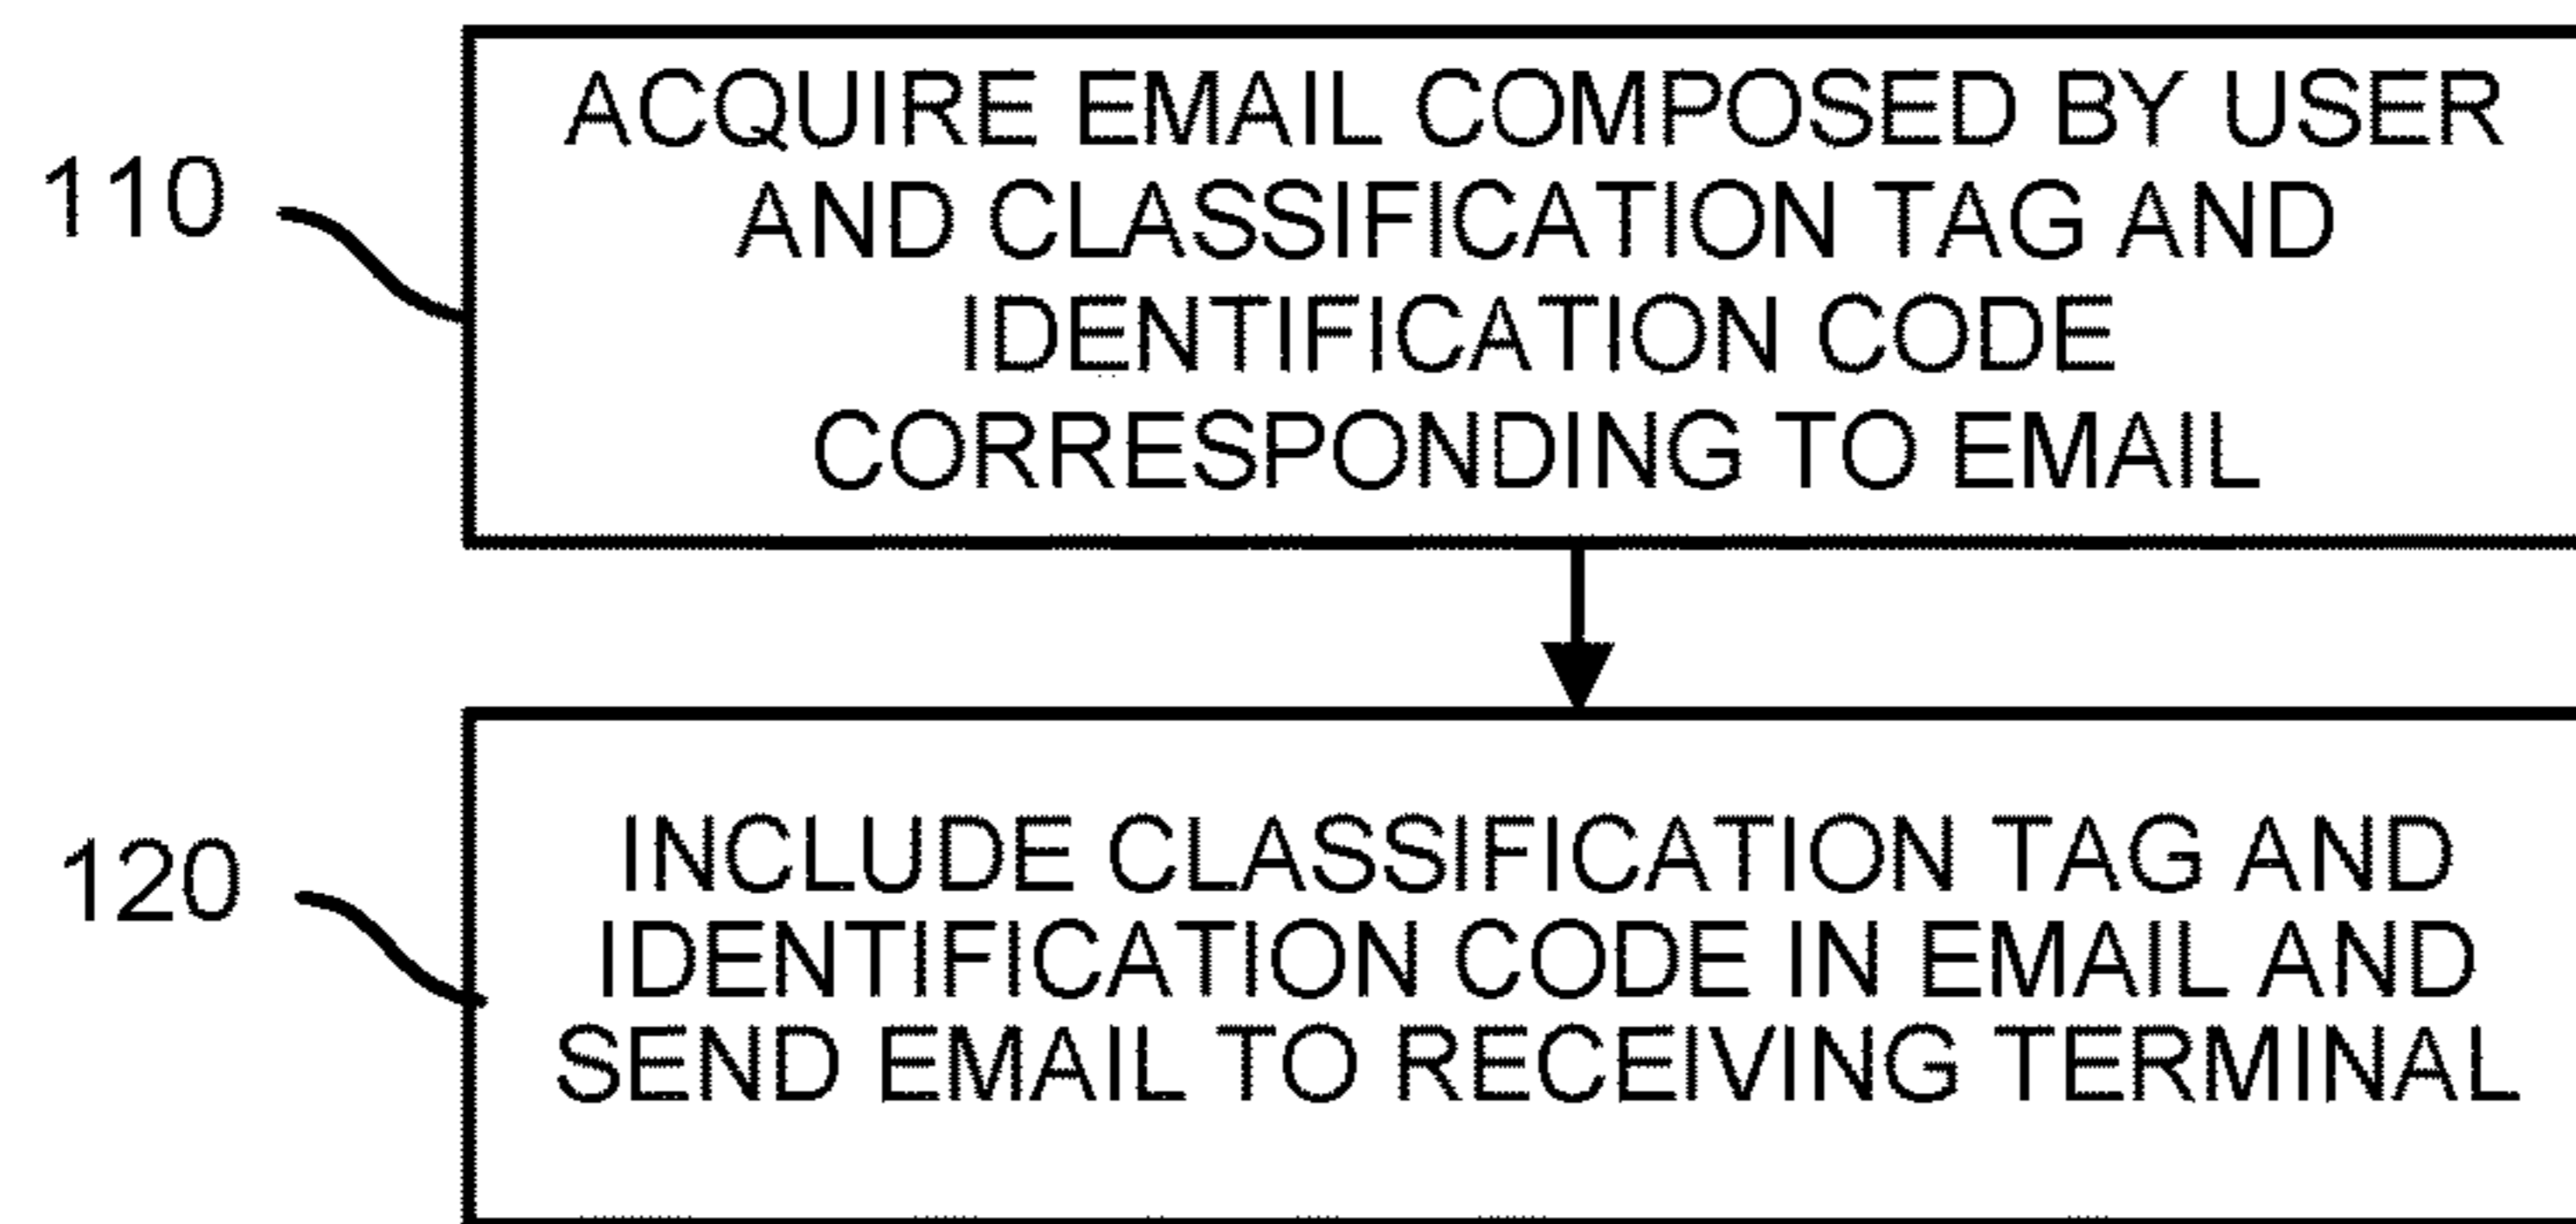 110
ACQUIRE EMAIL COMPOSED BY USER
AND CLASSIFICATION TAG AND
IDENTIFICATION CODE
CORRESPONDING TO EMAIL
120
INCLUDE CLASSIFICATION TAG AND
IDENTIFICATION CODE IN EMAIL AND
SEND EMAIL TO RECEIVING TERMINAL